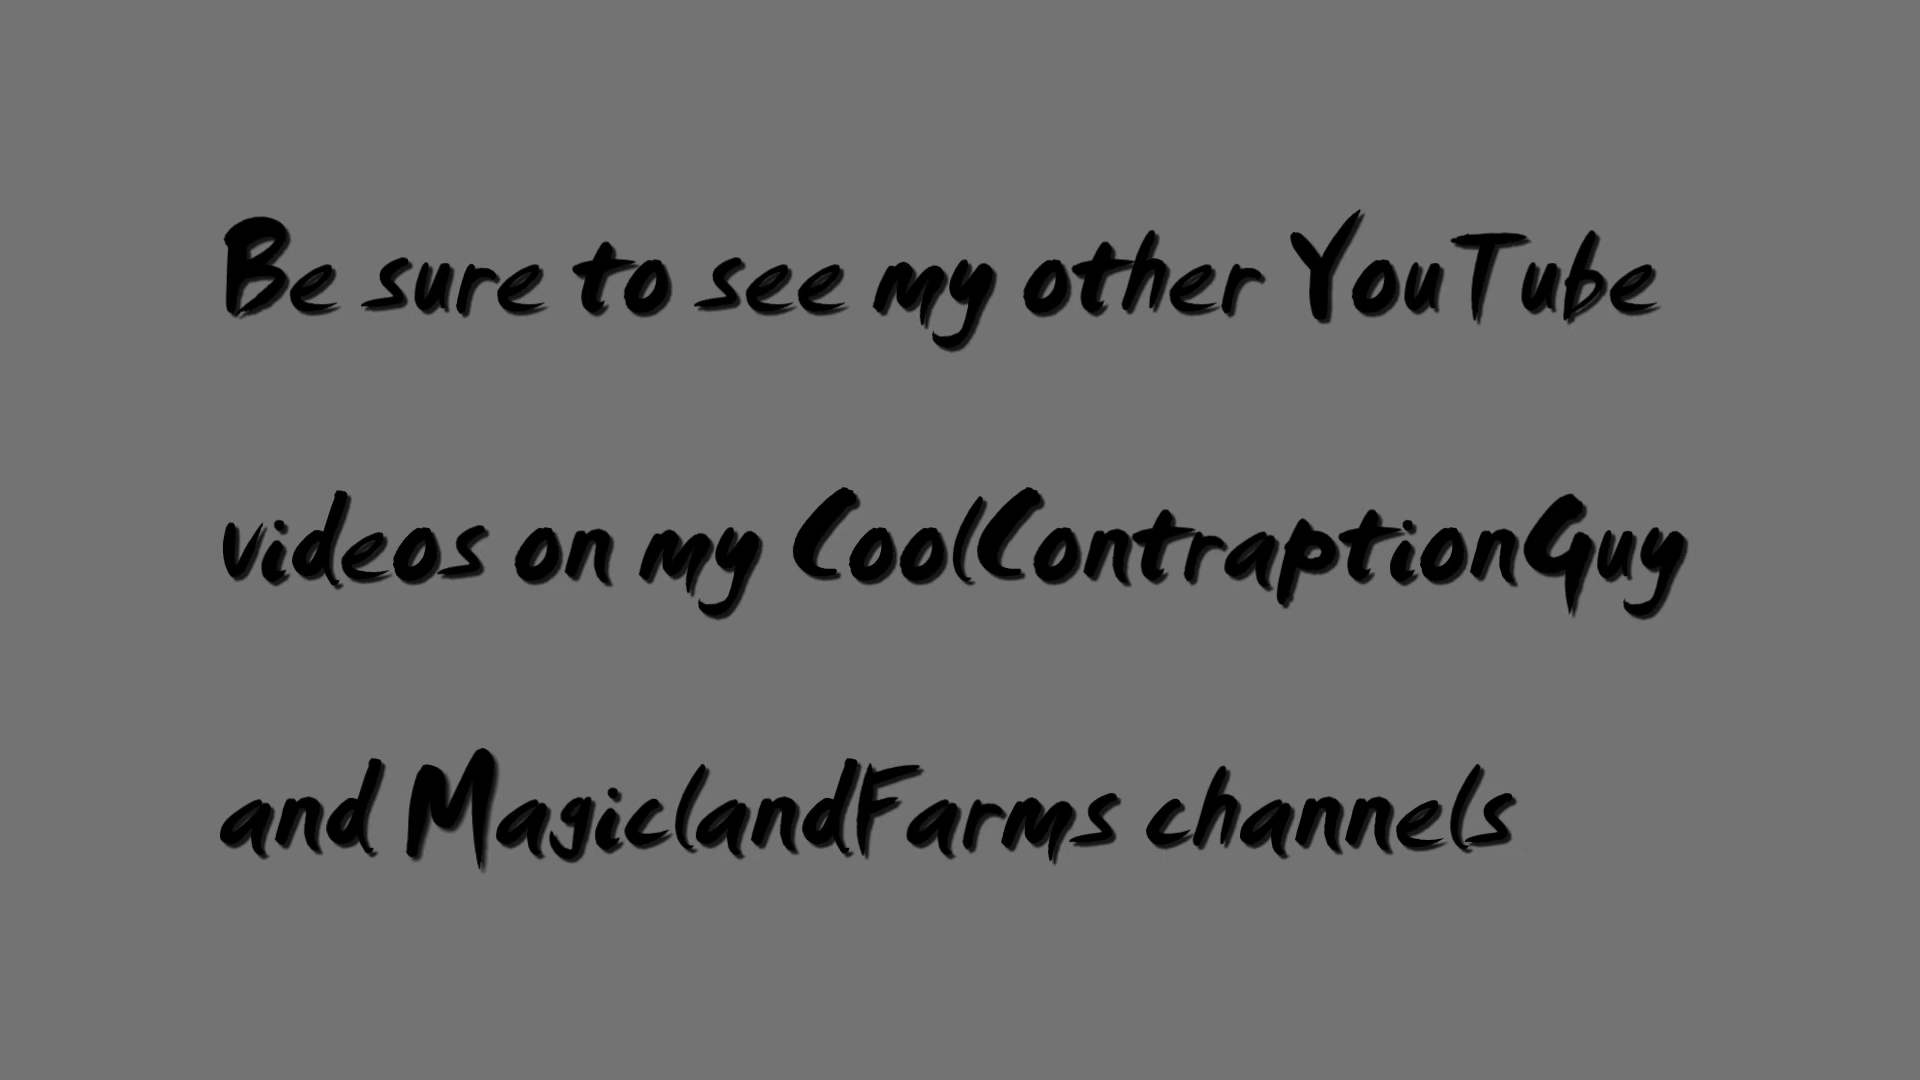 Be sure to see my other YouTube
videos on my CoolContraptionGuy
and MagiclandFarms channels